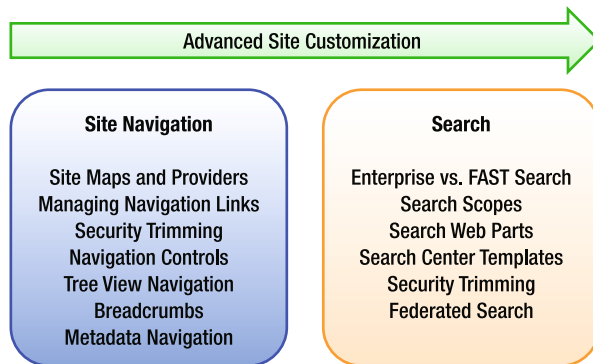 Advanced Site Customization
Site Navigation
Site Maps and Providers
Managing Navigation Links
Security Trimming
Navigation Controls
Tree View Navigation
Breadcrumbs
Metadata Navigation
Search
Enterprise vs. FAST Search
Search Scopes
Search Web Parts
Search Center Templates
Security Trimming
Federated Search